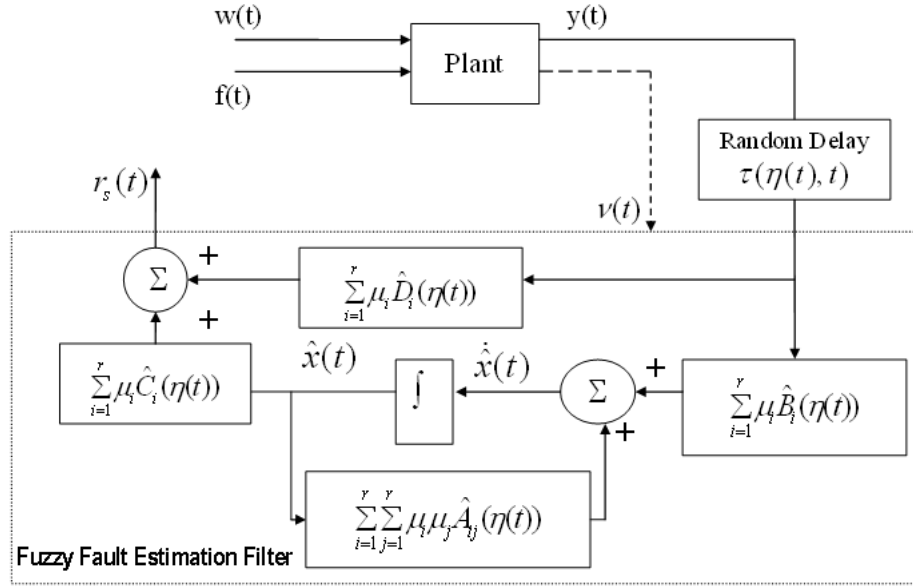 w(t)
y(t)
Plant
f(t)
Random Delay
τ(η(t), t)
r_s(t)
ν(t)
+
Σ
∑_{i=1}^{r} μ_i D̂_i(η(t))
+
∑_{i=1}^{r} μ_i Ĉ_i(η(t))
x̂(t)
∫
ẋ̂(t)
Σ
+
+
∑_{i=1}^{r} μ_i B̂_i(η(t))
∑_{i=1}^{r} ∑_{j=1}^{r} μ_i μ_j Â_{ij}(η(t))
Fuzzy Fault Estimation Filter